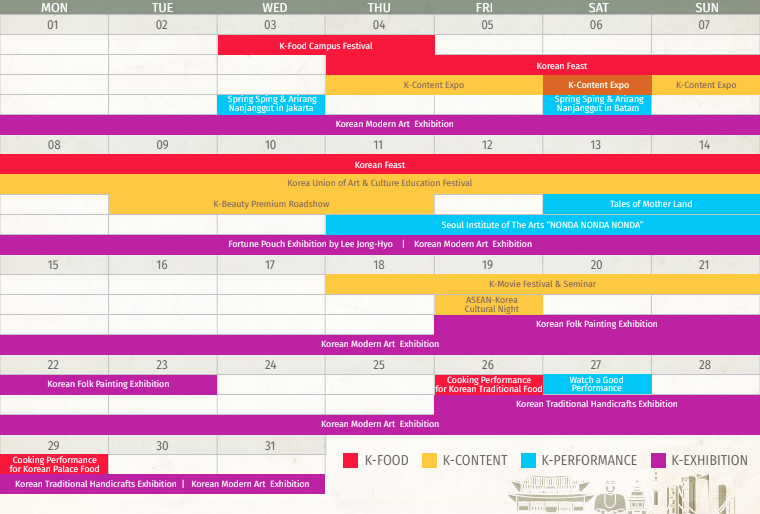 MON TUE WED THU FRI SAT SUN
01 02 03 04 05 06 07
K-Food Campus Festival
Korean Feast
K-Content Expo K-Content Expo K-Content Expo
Spring Sping & Arirang
Nanjanggut in Jakarta
Spring Sping & Arirang
Nanjanggut in Batam
Korean Modern Art Exhibition
08 09 10 11 12 13 14
Korean Feast
Korea Union of Art & Culture Education Festival
K-Beauty Premium Roadshow Tales of Mother Land
Seoul Institute of The Arts "NONDA NONDA NONDA"
Fortune Pouch Exhibition by Lee Jong-Hyo | Korean Modern Art Exhibition
15 16 17 18 19 20 21
K-Movie Festival & Seminar
ASEAN-Korea
Cultural Night
Korean Folk Painting Exhibition
Korean Modern Art Exhibition
22 23 24 25 26 27 28
Korean Folk Painting Exhibition
Cooking Performance
for Korean Traditional Food
Watch a Good
Performance
Korean Traditional Handicrafts Exhibition
Korean Modern Art Exhibition
29 30 31
Cooking Performance
for Korean Palace Food
K-FOOD K-CONTENT K-PERFORMANCE K-EXHIBITION
Korean Traditional Handicrafts Exhibition | Korean Modern Art Exhibition